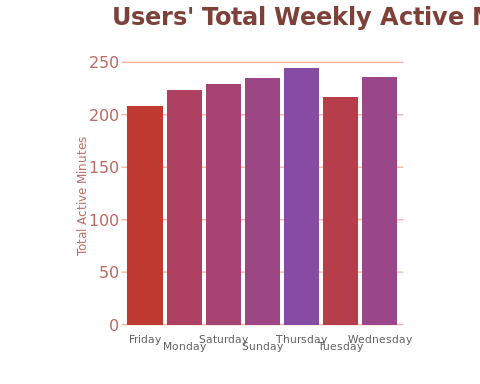 Users' Total Weekly Active
250
200
150
100
50
0
Total Active Minutes
Friday
Monday
Saturday
Sunday
Thursday
Tuesday
Wednesday